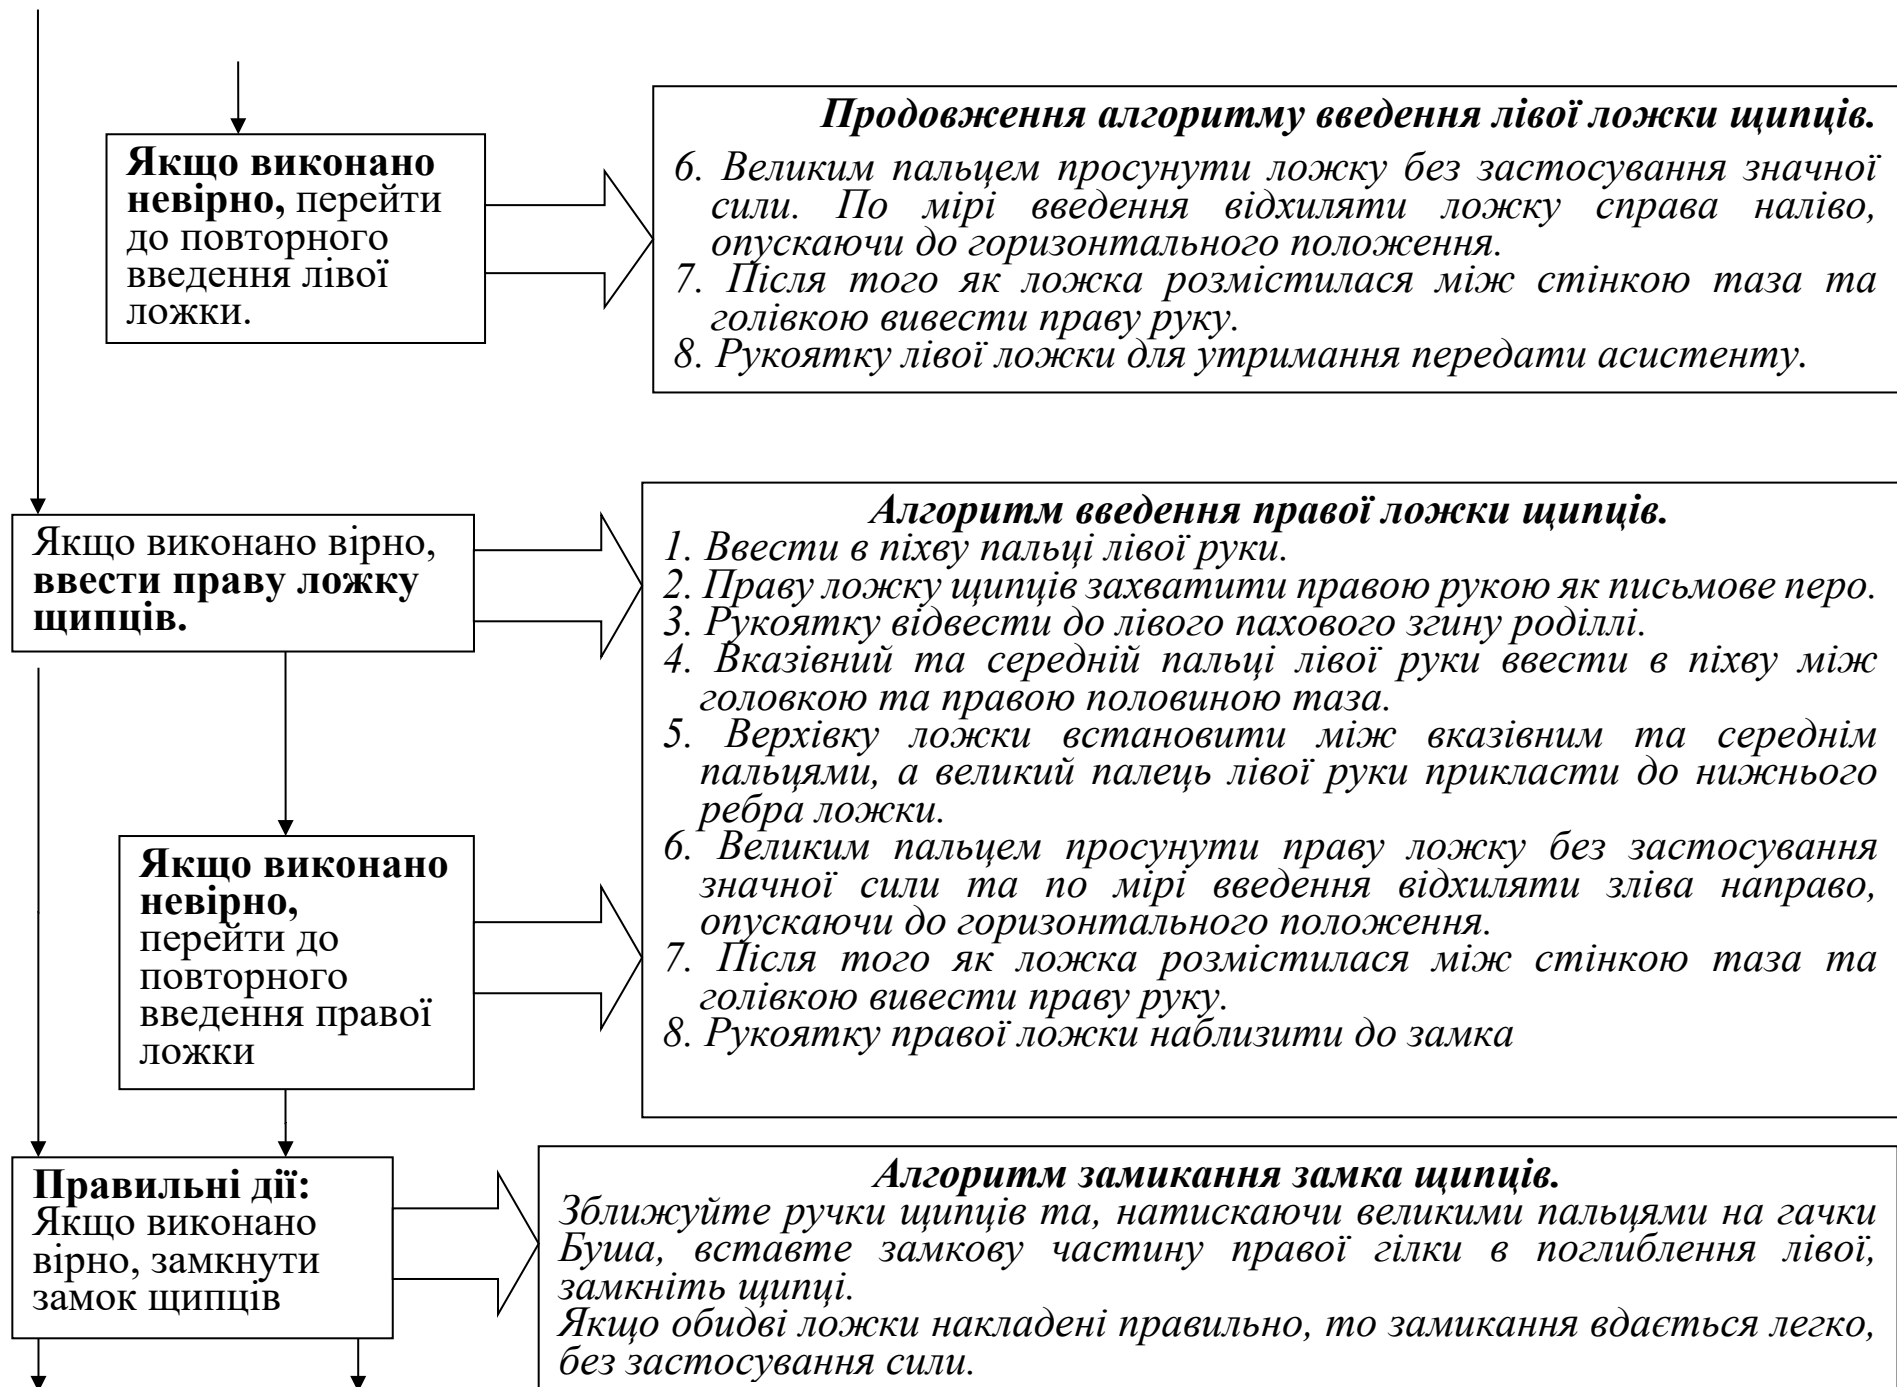 Якщо виконано
невірно, перейти
до повторного
введення лівої
ложки.
Продовження алгоритму введення лівої ложки щипців.
6. Великим пальцем просунути ложку без застосування значної
сили. По мірі введення відхиляти ложку справа наліво,
опускаючи до горизонтального положення.
7. Після того як ложка розмістилася між стінкою таза та
голівкою вивести праву руку.
8. Рукоятку лівої ложки для утримання передати асистенту.
Якщо виконано вірно,
ввести праву ложку
щипців.
Алгоритм введення правої ложки щипців.
1. Ввести в піхву пальці лівої руки.
2. Праву ложку щипців захватити правою рукою як письмове перо.
3. Рукоятку відвести до лівого пахового згину роділлі.
4. Вказівний та середній пальці лівої руки ввести в піхву між
головкою та правою половиною таза.
5. Верхівку ложки встановити між вказівним та середнім
пальцями, а великий палець лівої руки прикласти до нижнього
ребра ложки.
6. Великим пальцем просунути праву ложку без застосування
значної сили та по мірі введення відхиляти зліва направо,
опускаючи до горизонтального положення.
7. Після того як ложка розмістилася між стінкою таза та
голівкою вивести праву руку.
8. Рукоятку правої ложки наблизити до замка
Якщо виконано
невірно,
перейти до
повторного
введення правої
ложки
Правильні дії:
Якщо виконано
вірно, замкнути
замок щипців
Алгоритм замикання замка щипців.
Зближуйте ручки щипців та, натискаючи великими пальцями на гачки
Буша, вставте замкову частину правої гілки в поглиблення лівої,
замкніть щипці.
Якщо обидві ложки накладені правильно, то замикання вдається легко,
без застосування сили.